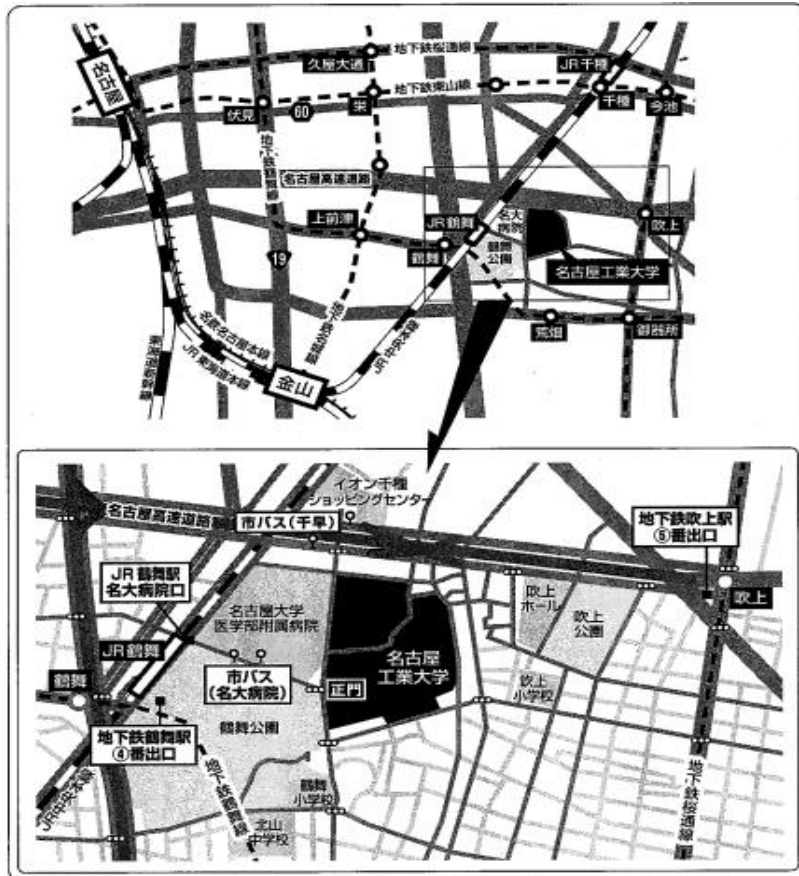 地下鉄桜通線
久屋大通
JR千種
名古屋
地下鉄東山線
伏見
60
栄
千種
今池
地下鉄鶴舞線
名古屋高速道路
上前津
JR鶴舞
名大
病院
吹上
鶴舞
鶴舞
公園
名古屋工業大学
19
名鉄名古屋本線
JR東海道本線
金山
JR中央本線
荒畑
御器所
イオン千種
ショッピングセンター
名古屋高速道路
市バス(千早)
地下鉄吹上駅
⑤番出口
JR鶴舞駅
名大病院口
名古屋大学
医学部附属病院
吹上
ホール
吹上
公園
吹上
JR鶴舞
名古屋
工業大学
鶴舞
市バス
(名大病院)
正門
吹上
小学校
鶴舞公園
地下鉄鶴舞駅
④番出口
地下鉄鶴舞線
鶴舞
小学校
JR中央本線
北山
中学校
地下鉄桜通線